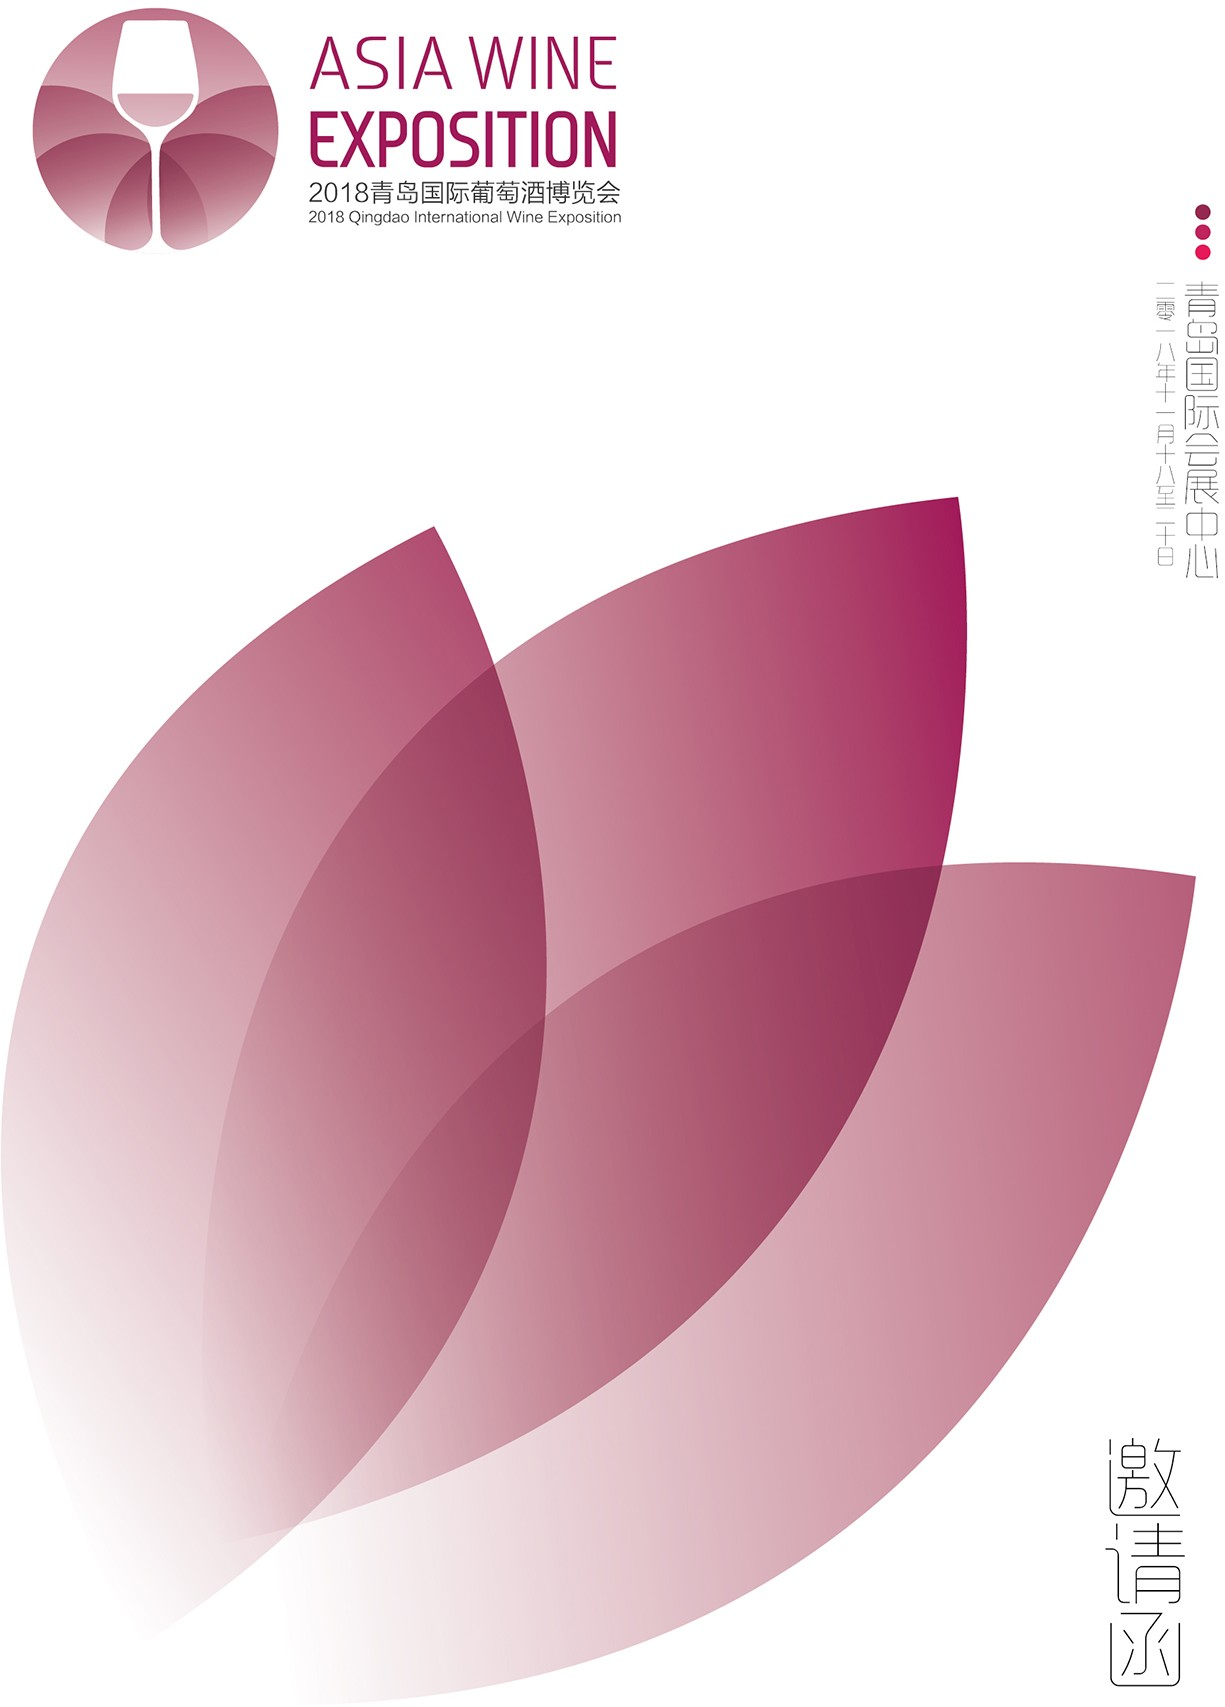 ASIA WINE
EXPOSITION
2018青岛国际葡萄酒博览会
2018 Qingdao International Wine Exposition
青岛国际会展中心
二零一八年十一月十八至二十日
邀请函